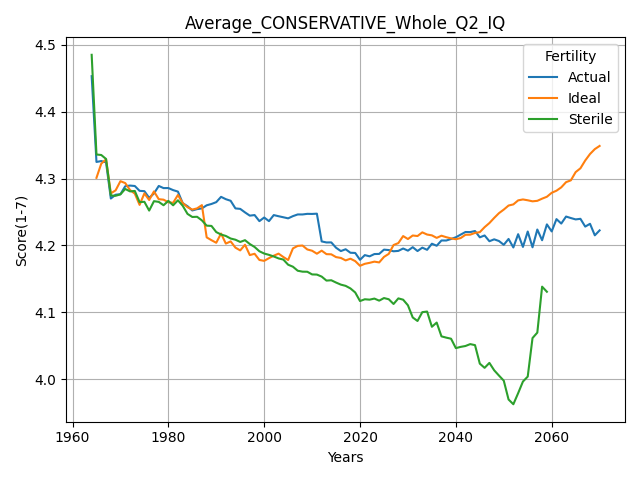 Average_CONSERVATIVE_Whole_Q2_IQ
4.5
4.4
4.3
4.2
4.1
4.0
Score(1-7)
Fertility
Actual
Ideal
Sterile
1960 1980 2000 2020 2040 2060
Years